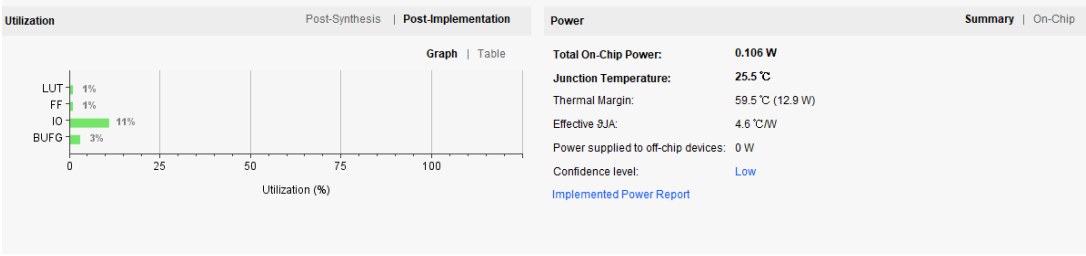 Utilization
Post-Synthesis | Post-Implementation
Graph | Table
LUT 1%
FF 1%
IO 11%
BUFG 3%
0 25 50 75 100
Utilization (%)
Power
Summary | On-Chip
Total On-Chip Power: 0.106 W
Junction Temperature: 25.5 ℃
Thermal Margin: 59.5 ℃ (12.9 W)
Effective ϑJA: 4.6 ℃/W
Power supplied to off-chip devices: 0 W
Confidence level: Low
Implemented Power Report